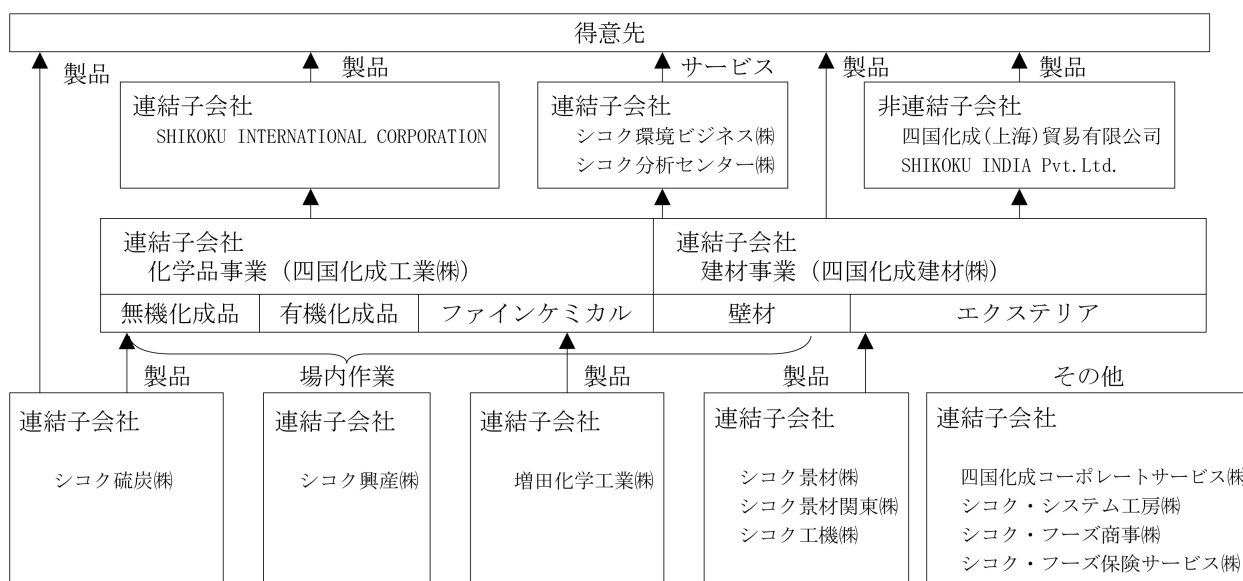 得意先
製品
製品
サービス
製品
製品
連結子会社
SHIKOKU INTERNATIONAL CORPORATION
連結子会社
シコク環境ビジネス㈱
シコク分析センター㈱
非連結子会社
四国化成(上海)貿易有限公司
SHIKOKU INDIA Pvt.Ltd.
連結子会社
化学品事業（四国化成工業㈱）
連結子会社
建材事業（四国化成建材㈱）
無機化成品
有機化成品
ファインケミカル
壁材
エクステリア
製品
場内作業
製品
製品
その他
連結子会社
シコク硫炭㈱
連結子会社
シコク興産㈱
連結子会社
増田化学工業㈱
連結子会社
シコク景材㈱
シコク景材関東㈱
シコク工機㈱
連結子会社
四国化成コーポレートサービス㈱
シコク・システム工房㈱
シコク・フーズ商事㈱
シコク・フーズ保険サービス㈱